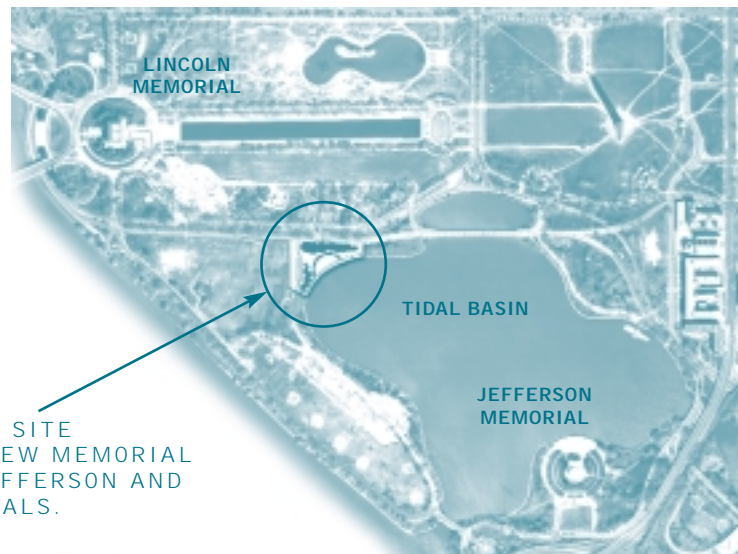 LINCOLN
MEMORIAL
TIDAL BASIN
JEFFERSON
MEMORIAL
SITE
EW MEMORIAL
FFERSON AND
ALS.